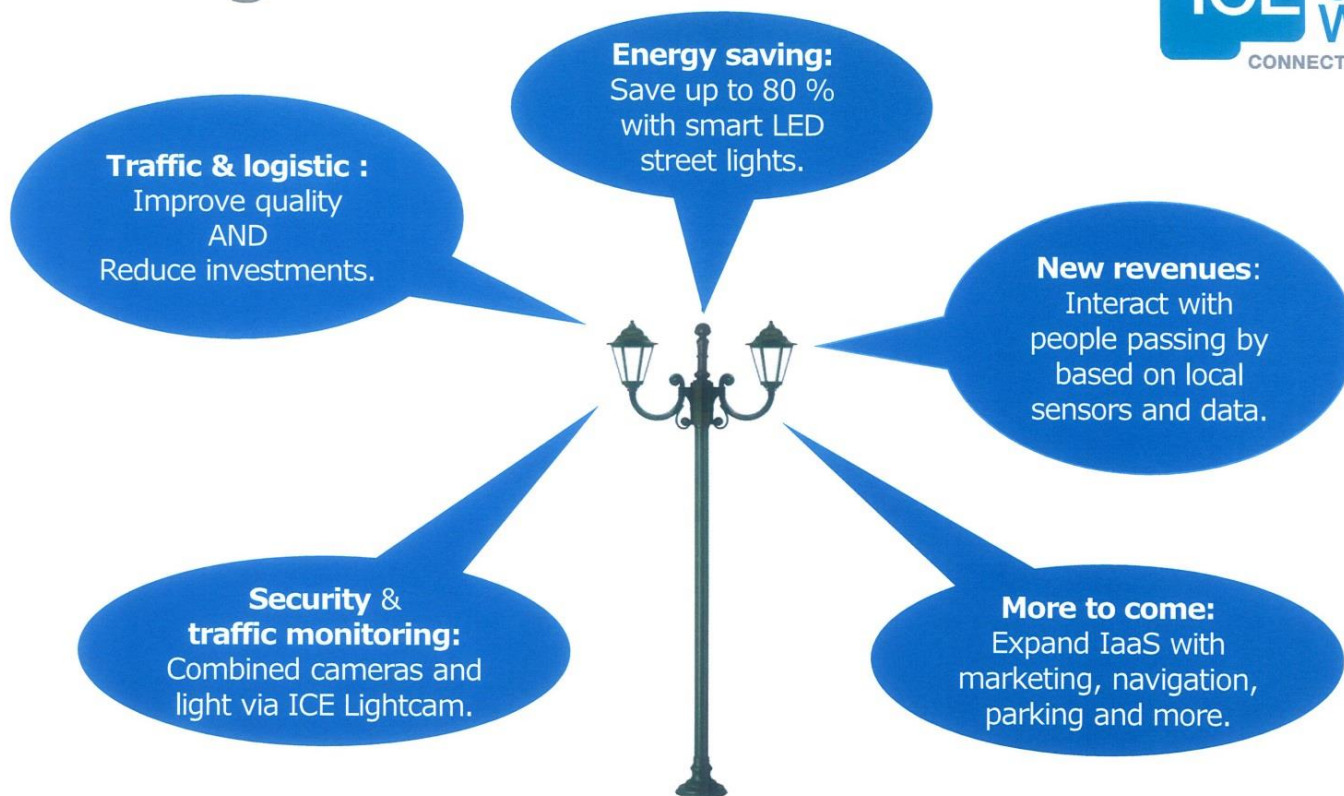 Energy saving:
Save up to 80 %
with smart LED
street lights.
Traffic & logistic :
Improve quality
AND
Reduce investments.
New revenues:
Interact with
people passing by
based on local
sensors and data.
Security &
traffic monitoring:
Combined cameras and
light via ICE Lightcam.
More to come:
Expand IaaS with
marketing, navigation,
parking and more.
ICE
CONNECT